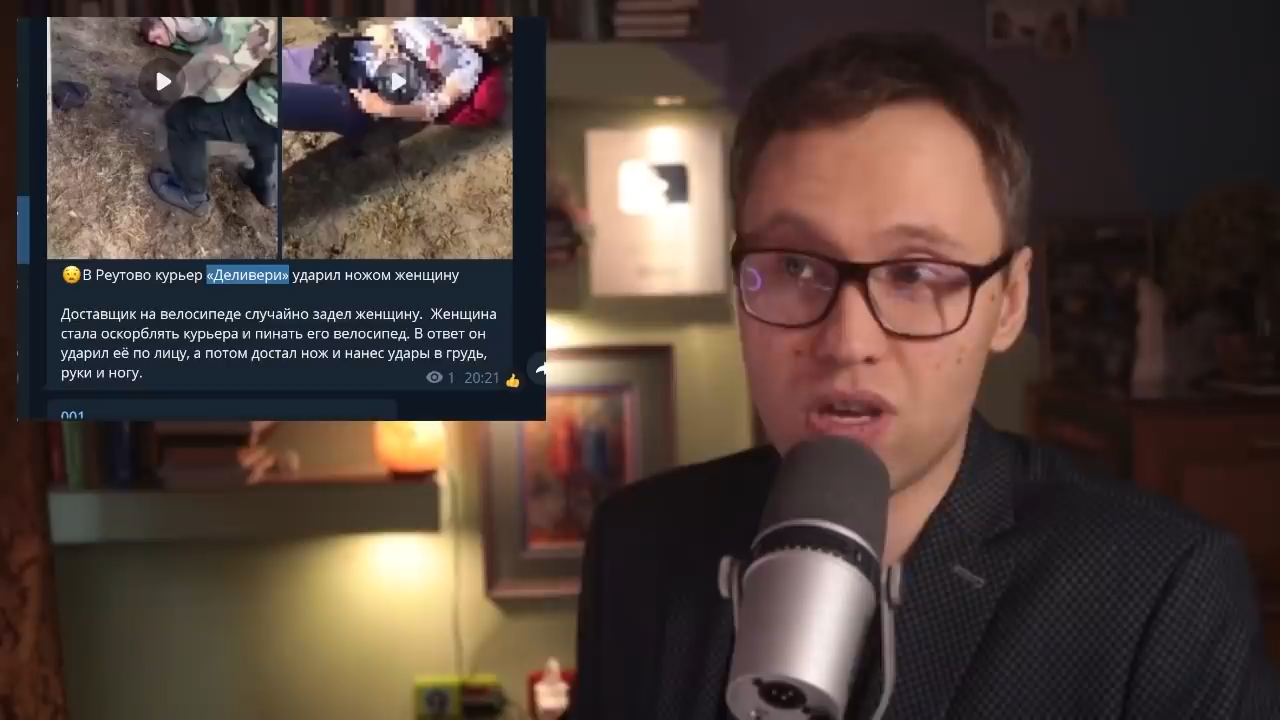 В Реутово курьер «Деливери» ударил ножом женщину
Доставщик на велосипеде случайно задел женщину. Женщина
стала оскорблять курьера и пинать его велосипед. В ответ он
ударил её по лицу, а потом достал нож и нанес удары в грудь,
руки и ногу.
1 20:21
001